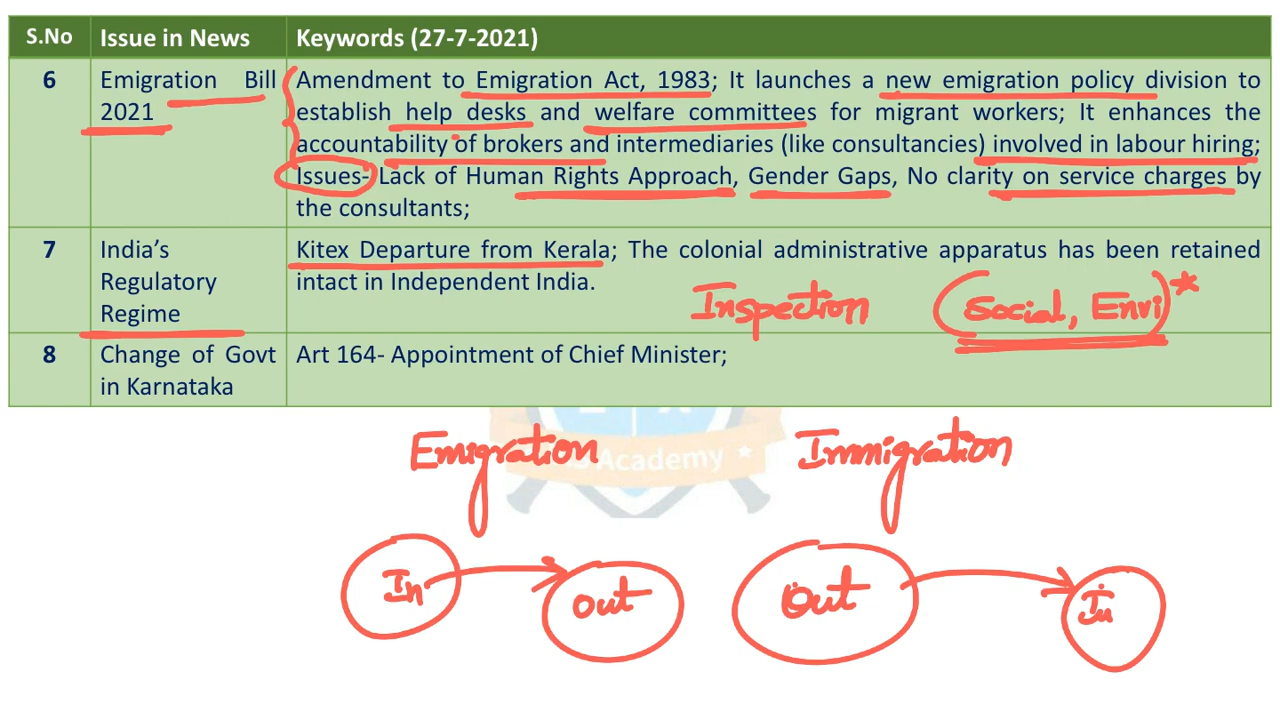 S.No Issue in News Keywords (27-7-2021)
6 Emigration Bill 2021
Amendment to Emigration Act, 1983; It launches a new emigration policy division to
establish help desks and welfare committees for migrant workers; It enhances the
accountability of brokers and intermediaries (like consultancies) involved in labour hiring;
Issues- Lack of Human Rights Approach, Gender Gaps, No clarity on service charges by
the consultants;
7 India’s
Regulatory
Regime
Kitex Departure from Kerala; The colonial administrative apparatus has been retained
intact in Independent India.
Inspection (Social, Envi)*
8 Change of Govt
in Karnataka
Art 164- Appointment of Chief Minister;
Emigration Immigration
Academy
In out Out In